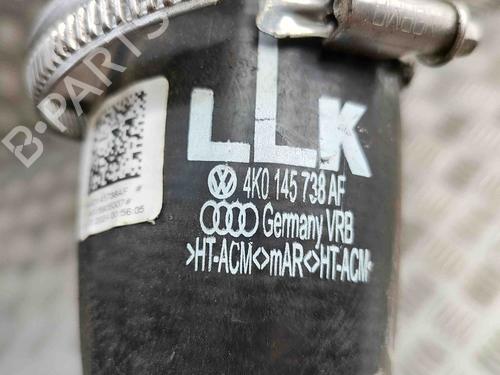 B-PARTS
LLK
4K0 145 738 AF
Germany VRB
>HT-ACM<>mAR<>HT-ACM<